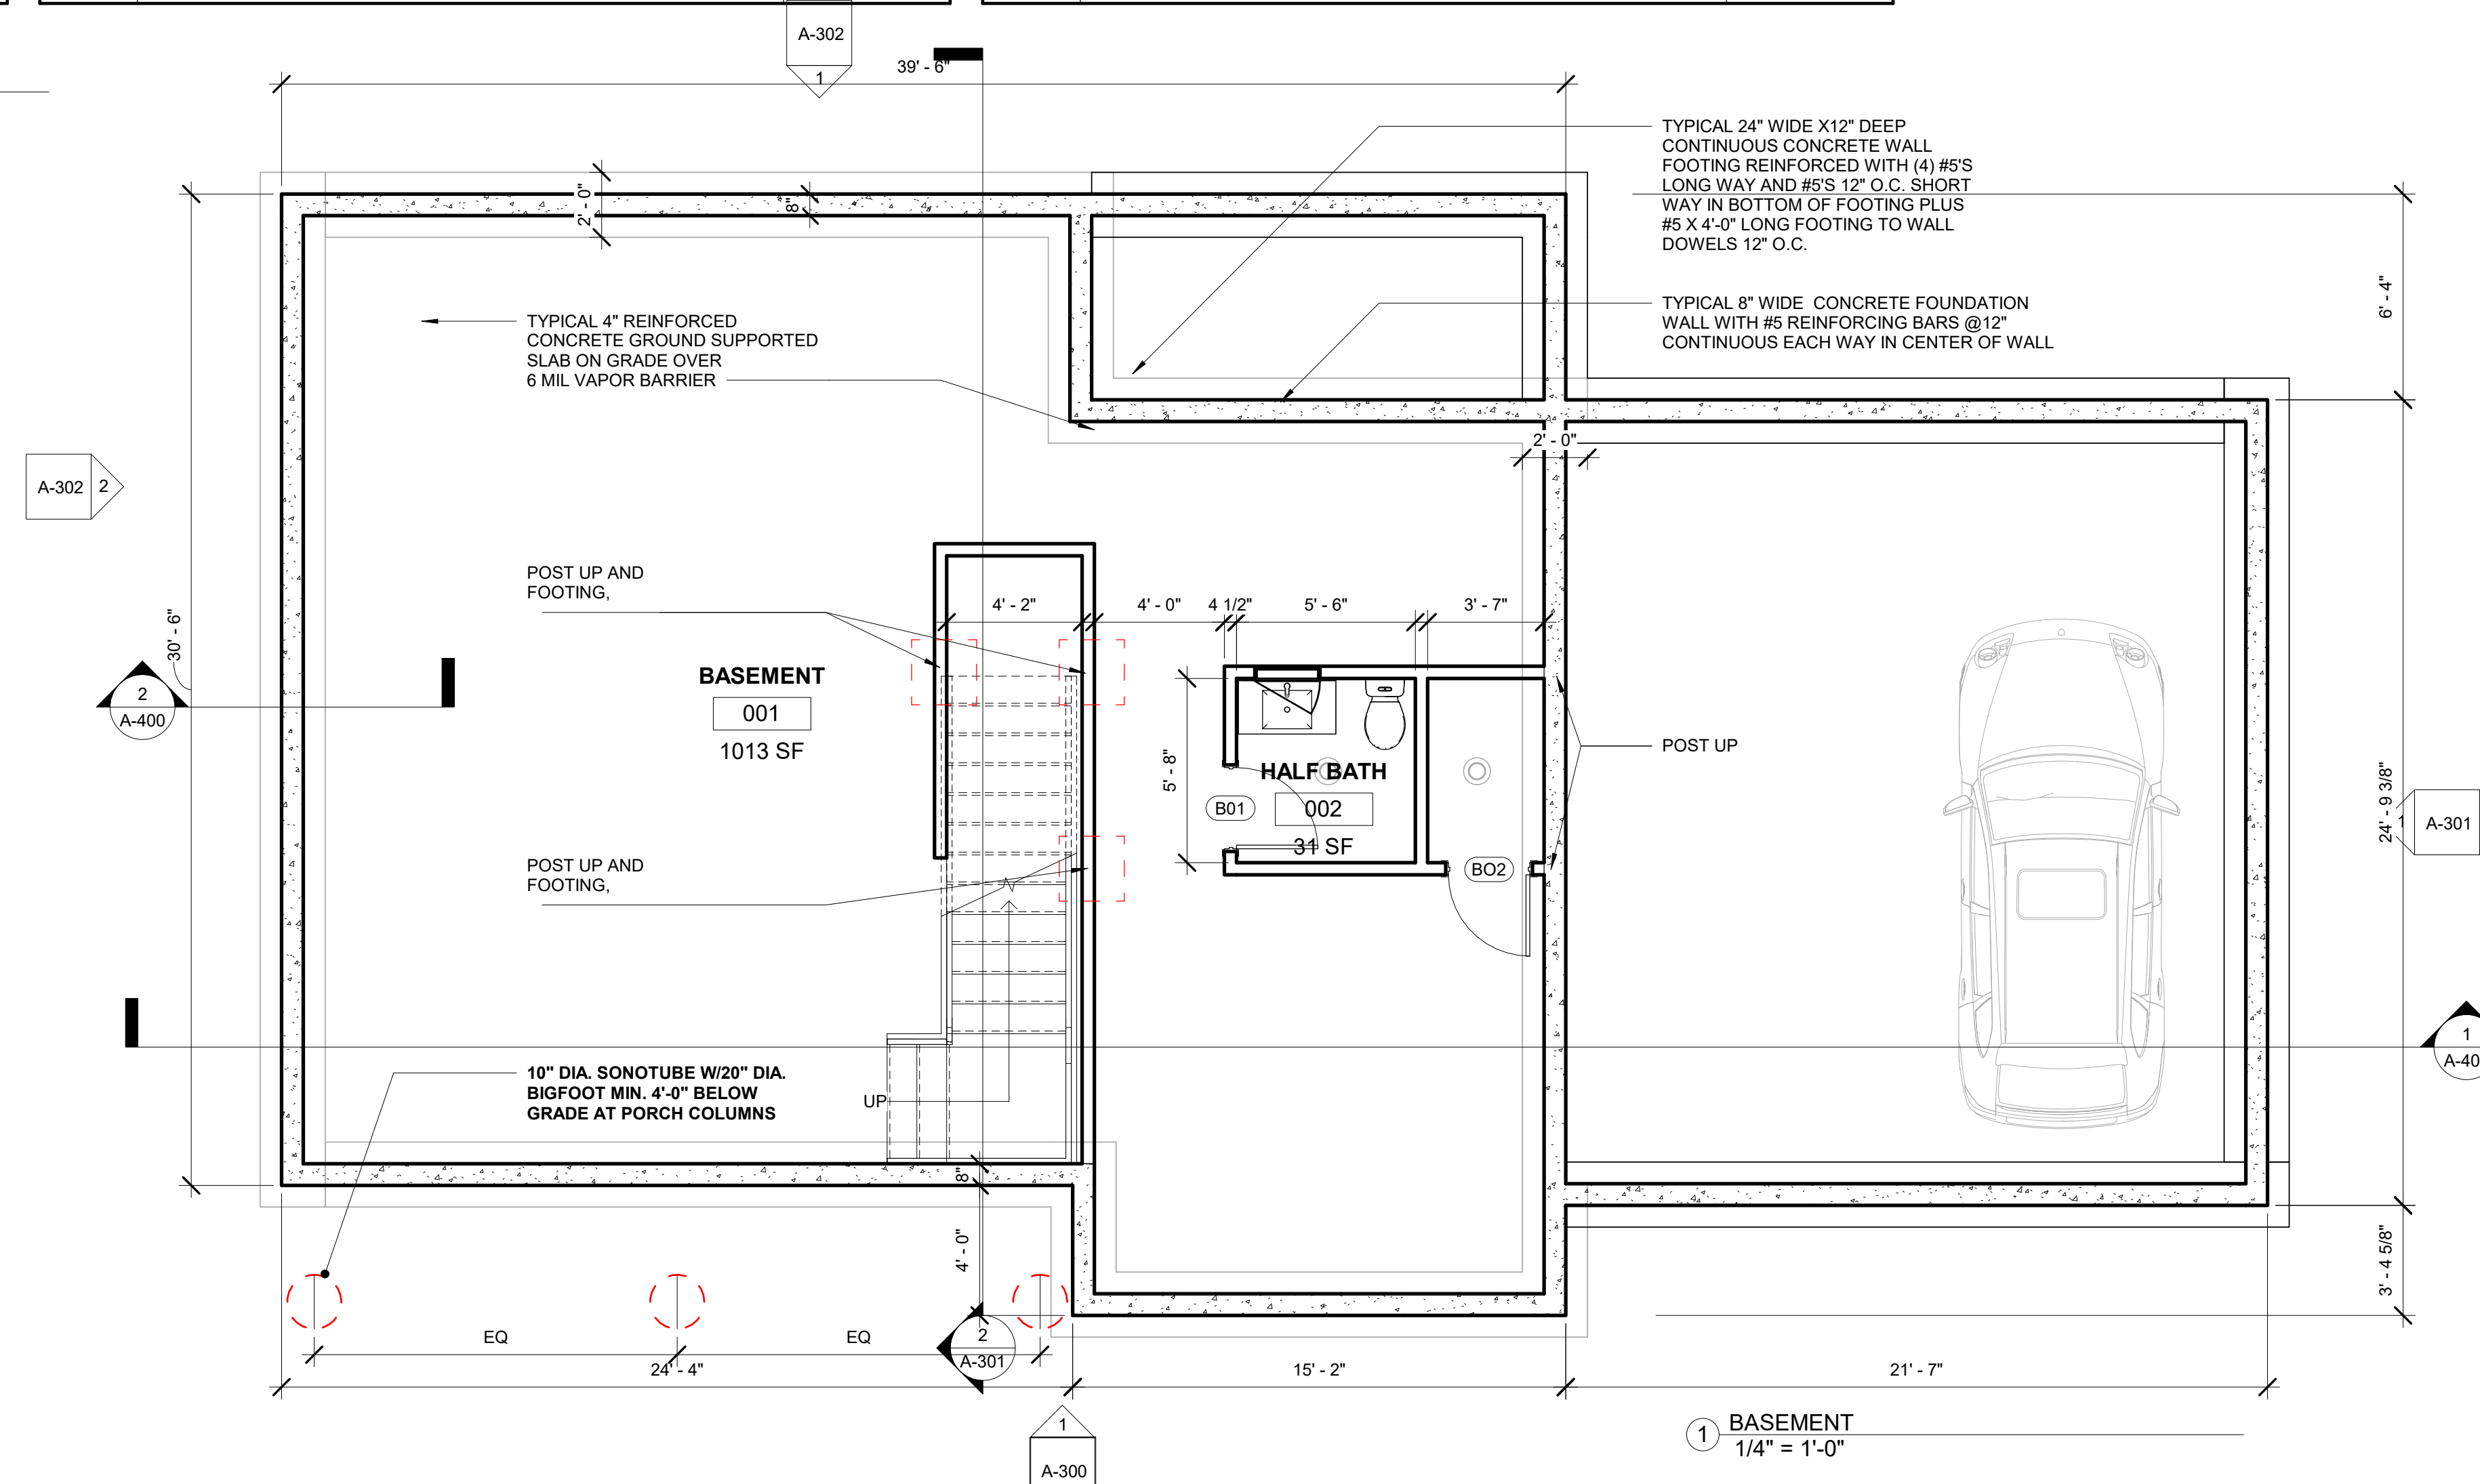 A-302
1
39' - 6"
TYPICAL 24" WIDE X12" DEEP
CONTINUOUS CONCRETE WALL
FOOTING REINFORCED WITH (4) #5'S
LONG WAY AND #5'S 12" O.C. SHORT
WAY IN BOTTOM OF FOOTING PLUS
#5 X 4'-0" LONG FOOTING TO WALL
DOWELS 12" O.C.
2' - 0"
8"
6' - 4"
TYPICAL 8" WIDE  CONCRETE FOUNDATION
WALL WITH #5 REINFORCING BARS @12"
CONTINUOUS EACH WAY IN CENTER OF WALL
TYPICAL 4" REINFORCED
CONCRETE GROUND SUPPORTED
SLAB ON GRADE OVER
6 MIL VAPOR BARRIER
2' - 0"
A-302 2
POST UP AND
FOOTING,
4' - 2"
4' - 0"
4 1/2"
5' - 6"
3' - 7"
30' - 6"
BASEMENT
001
1013 SF
2
A-400
POST UP
5' - 8"
HALF BATH
002
31 SF
B01
BO2
24' - 9 3/8"
1 A-301
POST UP AND
FOOTING,
10" DIA. SONOTUBE W/20" DIA.
BIGFOOT MIN. 4'-0" BELOW
GRADE AT PORCH COLUMNS
UP
1
A-40
8"
4' - 0"
3' - 4 5/8"
EQ
EQ
2
A-301
24' - 4"
15' - 2"
21' - 7"
1
A-300
1 BASEMENT
1/4" = 1'-0"